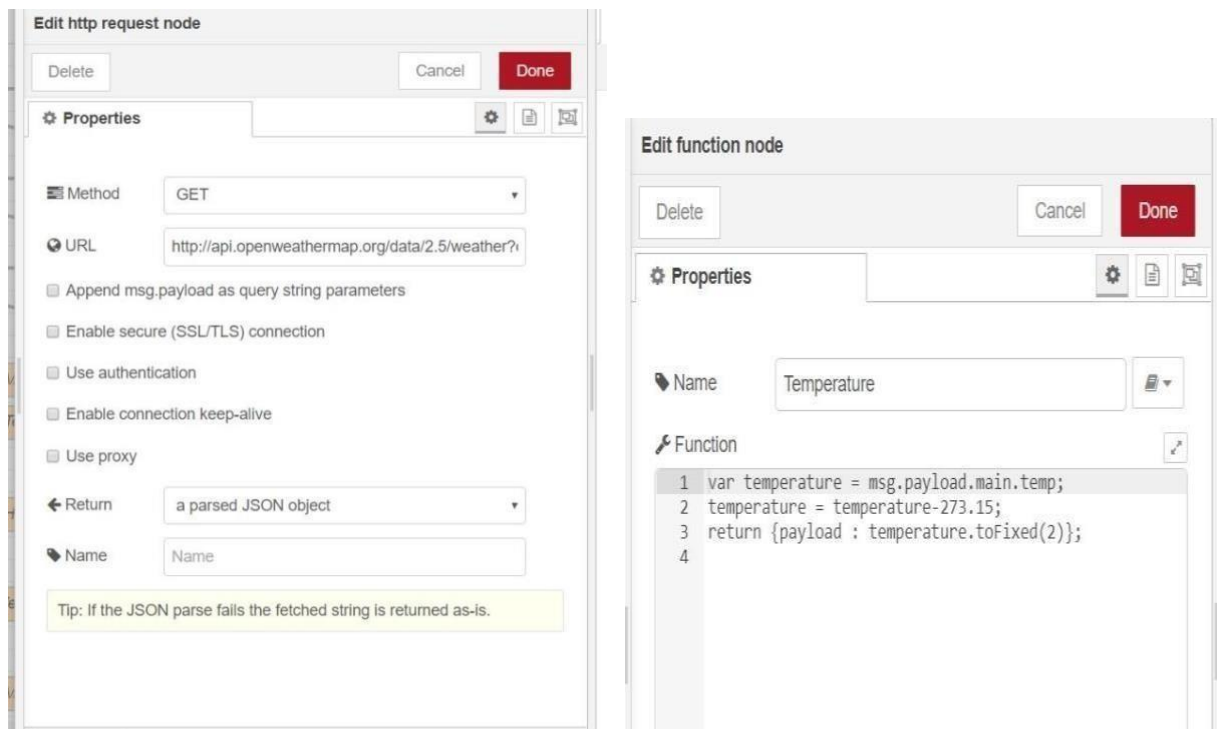 Edit http request node
Delete
Cancel
Done
Properties
Method
GET
URL
http://api.openweathermap.org/data/2.5/weather?
Append msg.payload as query string parameters
Enable secure (SSL/TLS) connection
Use authentication
Enable connection keep-alive
Use proxy
Return
a parsed JSON object
Name
Name
Tip: If the JSON parse fails the fetched string is returned as-is.
Edit function node
Delete
Cancel
Done
Properties
Name
Temperature
Function
1 var temperature = msg.payload.main.temp;
2 temperature = temperature-273.15;
3 return {payload : temperature.toFixed(2)};
4